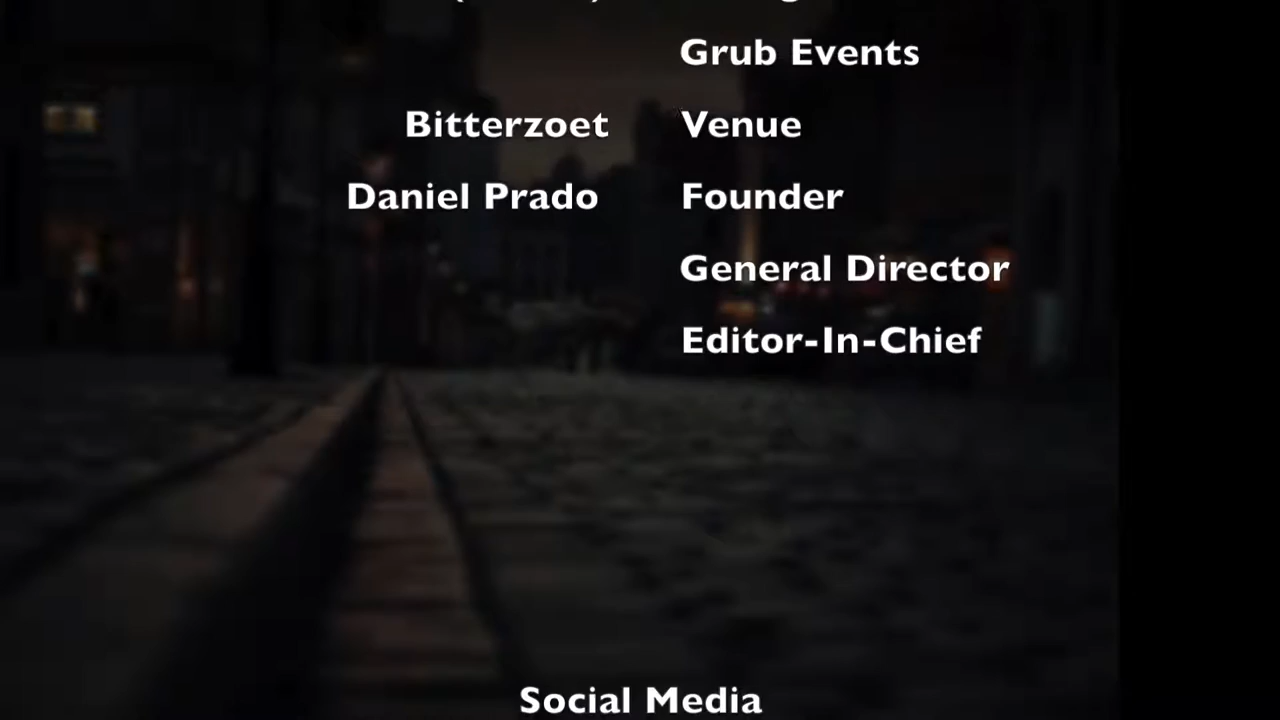 Grub Events
Bitterzoet Venue
Daniel Prado Founder
General Director
Editor-In-Chief
Social Media